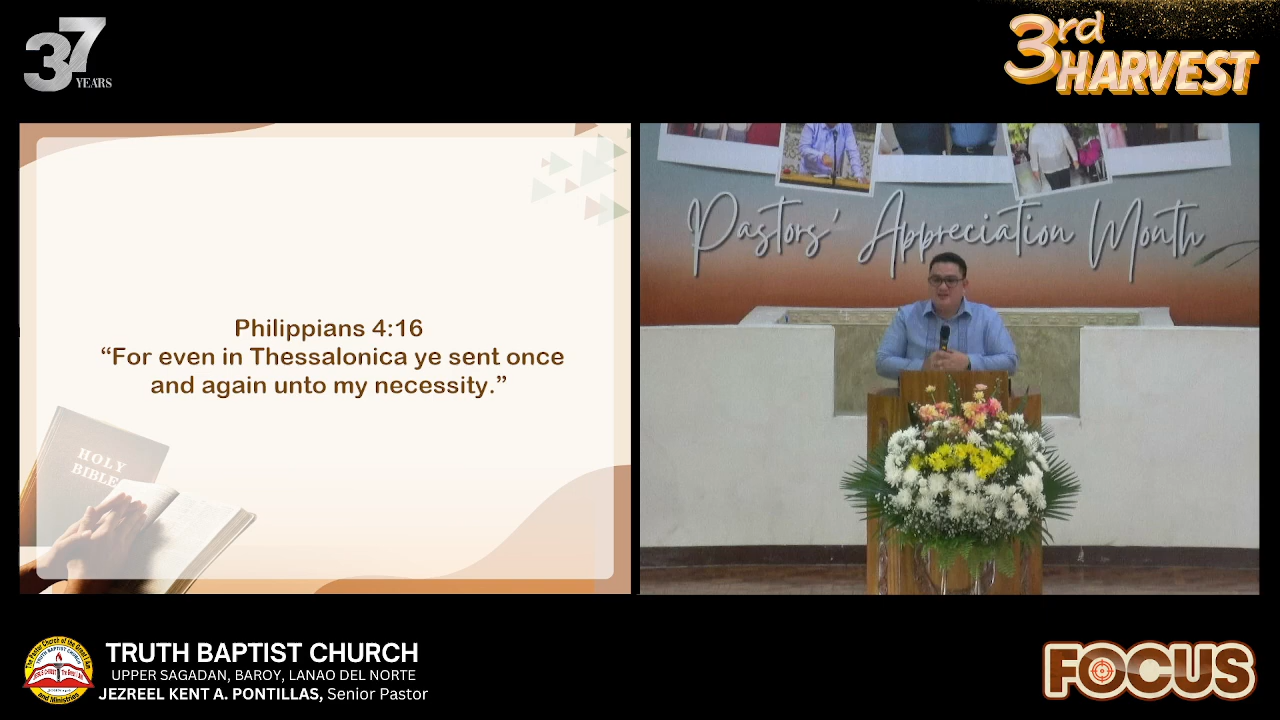 37
YEARS
3rd
HARVEST
Pastors' Appreciation Month
Philippians 4:16
“For even in Thessalonica ye sent once
and again unto my necessity.”
HOLY
BIBLE
TRUTH BAPTIST CHURCH
UPPER SAGADAN, BAROY, LANAO DEL NORTE
JEZREEL KENT A. PONTILLAS, Senior Pastor
FOCUS